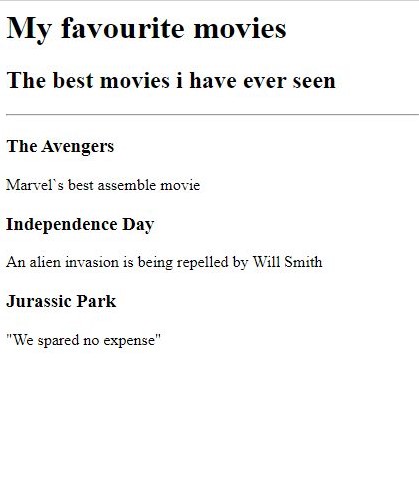 My favourite movies
The best movies i have ever seen
The Avengers
Marvel`s best assemble movie
Independence Day
An alien invasion is being repelled by Will Smith
Jurassic Park
"We spared no expense"